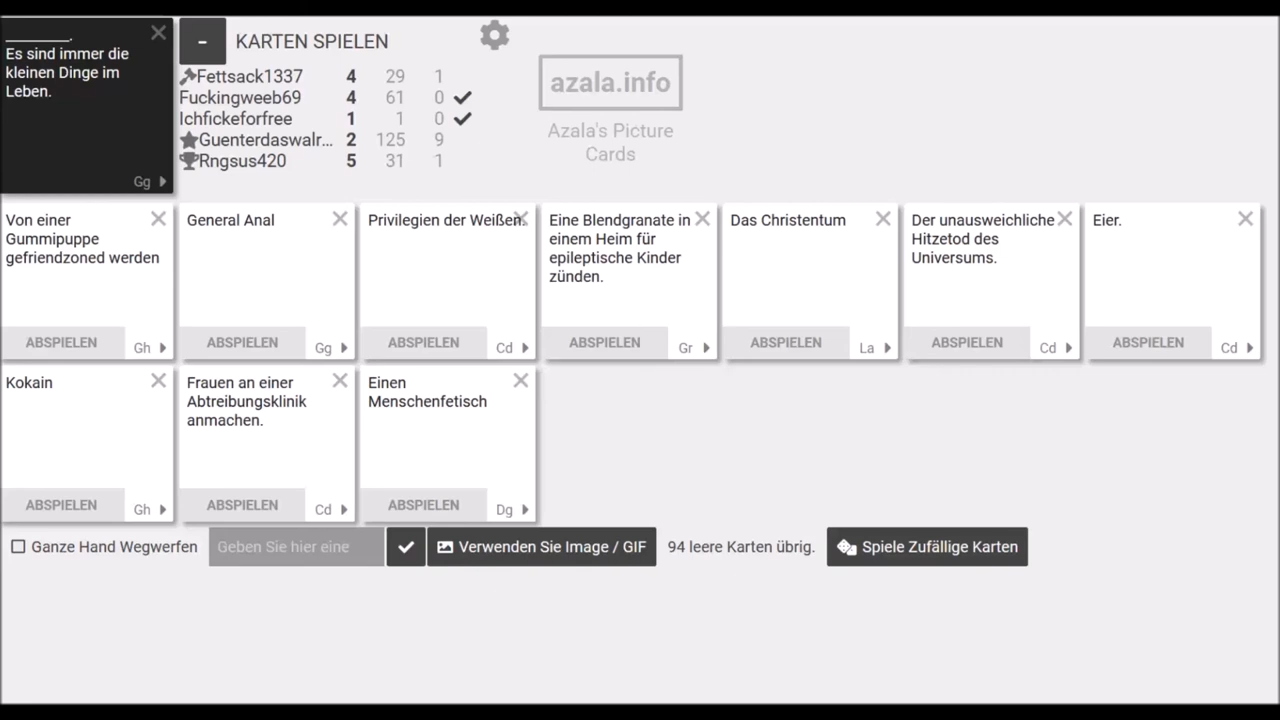 ________.
Es sind immer die
kleinen Dinge im
Leben.
Gg
-
KARTEN SPIELEN
Fettsack1337 4 29 1
Fuckingweeb69 4 61 0
Ichfickeforfree 1 1 0
Guenterdaswalr... 2 125 9
Rngsus420 5 31 1
azala.info
Azala's Picture
Cards
Von einer
Gummipuppe
gefriendzoned werden
ABSPIELEN
Gh
General Anal
ABSPIELEN
Gg
Privilegien der Weißen.
ABSPIELEN
Cd
Eine Blendgranate in
einem Heim für
epileptische Kinder
zünden.
ABSPIELEN
Gr
Das Christentum
ABSPIELEN
La
Der unausweichliche
Hitzetod des
Universums.
ABSPIELEN
Cd
Eier.
ABSPIELEN
Cd
Kokain
ABSPIELEN
Gh
Frauen an einer
Abtreibungsklinik
anmachen.
ABSPIELEN
Cd
Einen
Menschenfetisch
ABSPIELEN
Dg
Ganze Hand Wegwerfen
Geben Sie hier eine
Verwenden Sie Image / GIF
94 leere Karten übrig.
Spiele Zufällige Karten